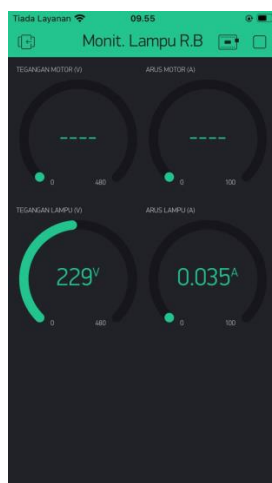 Tiada Layanan 09.55
Monit. Lampu R.B
TEGANGAN MOTOR (V) ARUS MOTOR (A)
---- ----
0 480 0 100
TEGANGAN LAMPU (V) ARUS LAMPU (A)
229V 0.035A
0 480 0 100